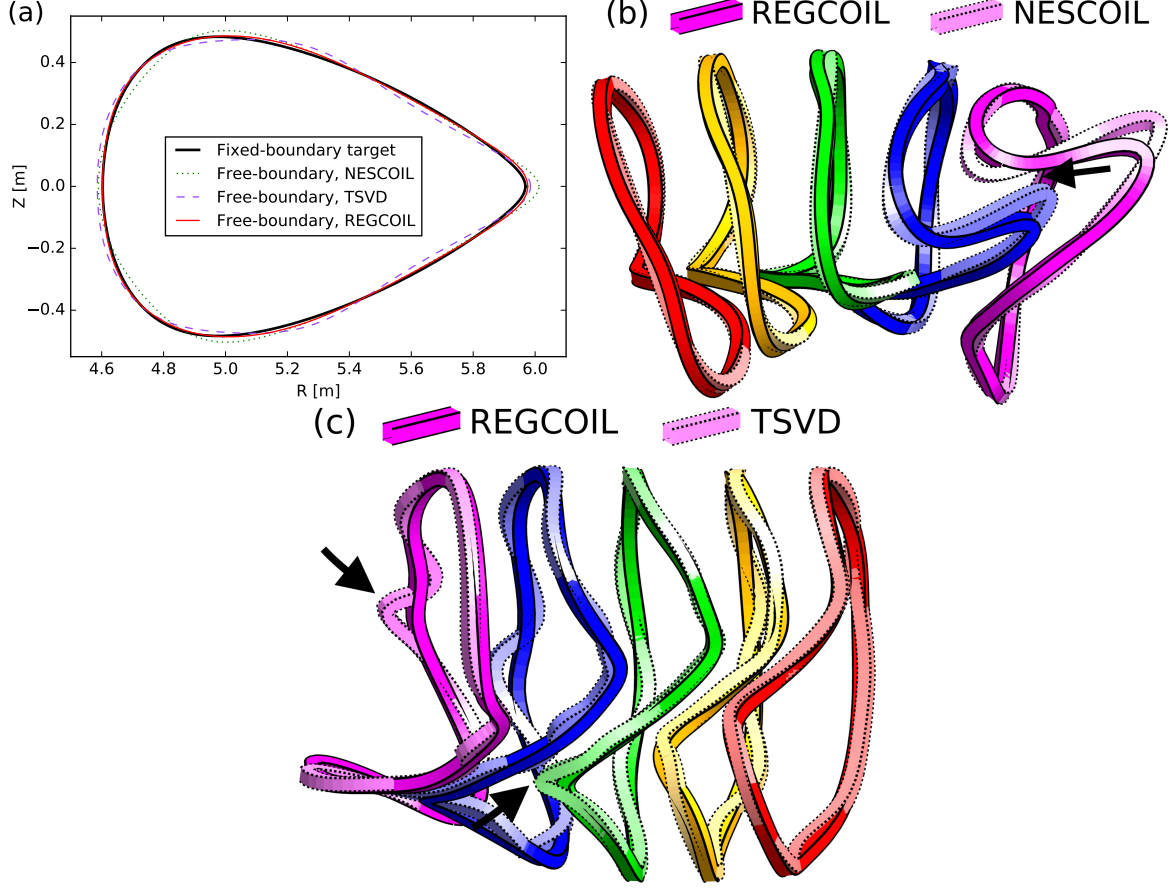 (a)
0.4
0.2
0.0
−0.2
−0.4
Z [m]
Fixed-boundary target
Free-boundary, NESCOIL
Free-boundary, TSVD
Free-boundary, REGCOIL
4.6 4.8 5.0 5.2 5.4 5.6 5.8 6.0
R [m]
(b) REGCOIL NESCOIL
(c) REGCOIL TSVD